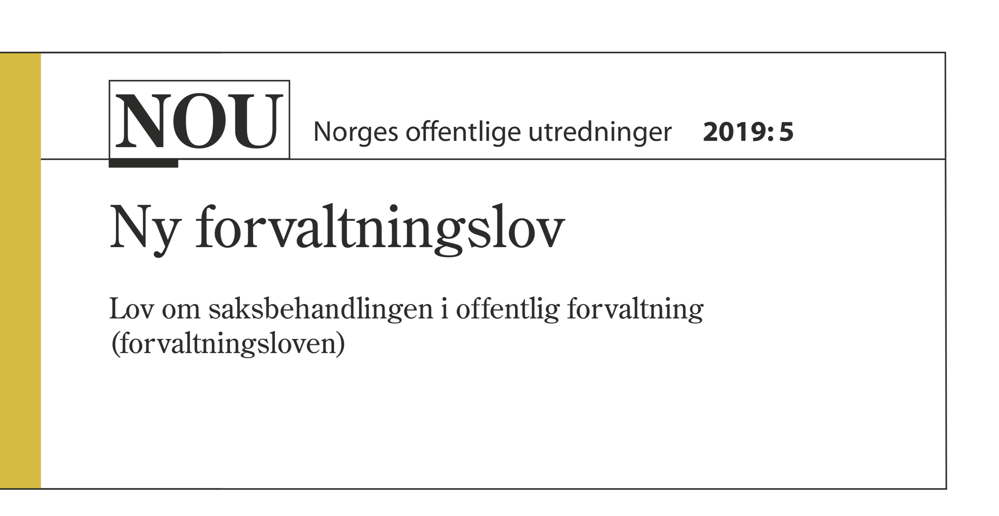 NOU Norges offentlige utredninger 2019: 5
Ny forvaltningslov
Lov om saksbehandlingen i offentlig forvaltning
(forvaltningsloven)